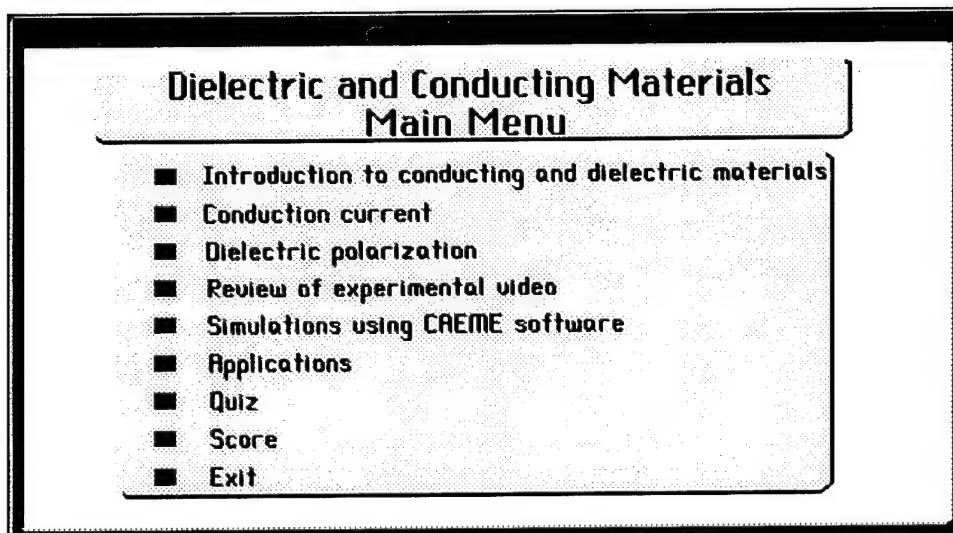 Dielectric and Conducting Materials
Main Menu
Introduction to conducting and dielectric materials
Conduction current
Dielectric polarization
Review of experimental video
Simulations using CAEME software
Applications
Quiz
Score
Exit